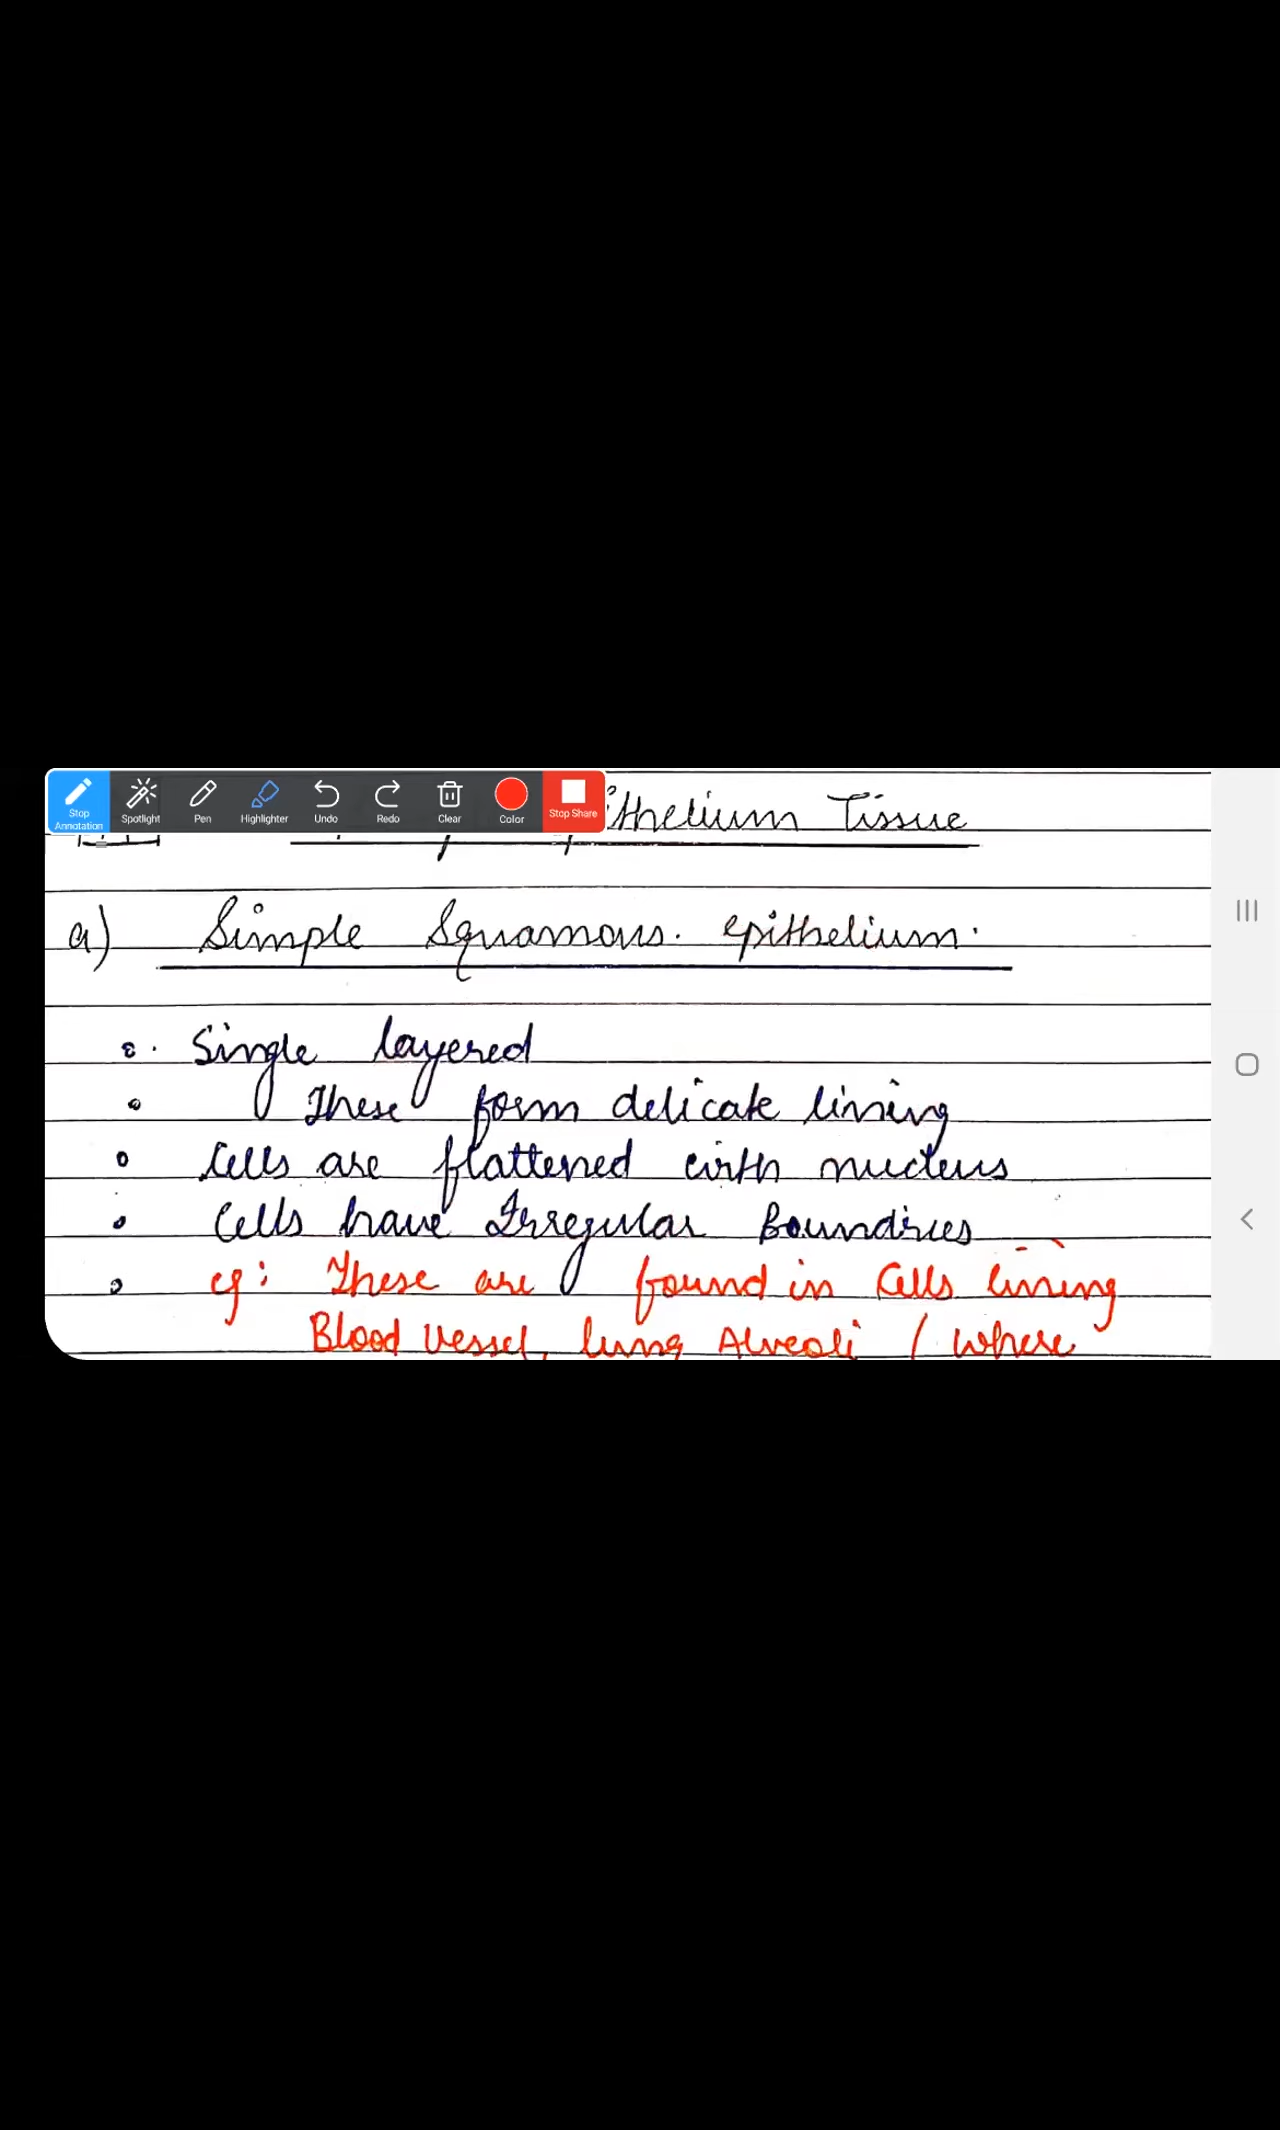 Stop Annotation Spotlight Pen Highlighter Undo Redo Clear Color Stop Share
ithelium Tissue
a) Simple Squamous. epithelium.
Single layered
These form delicate lining
Cells are flattened with nucleus
Cells have Irregular Boundries
eg: These are found in Cells lining
Blood Vessel, lung Alveoli ( where